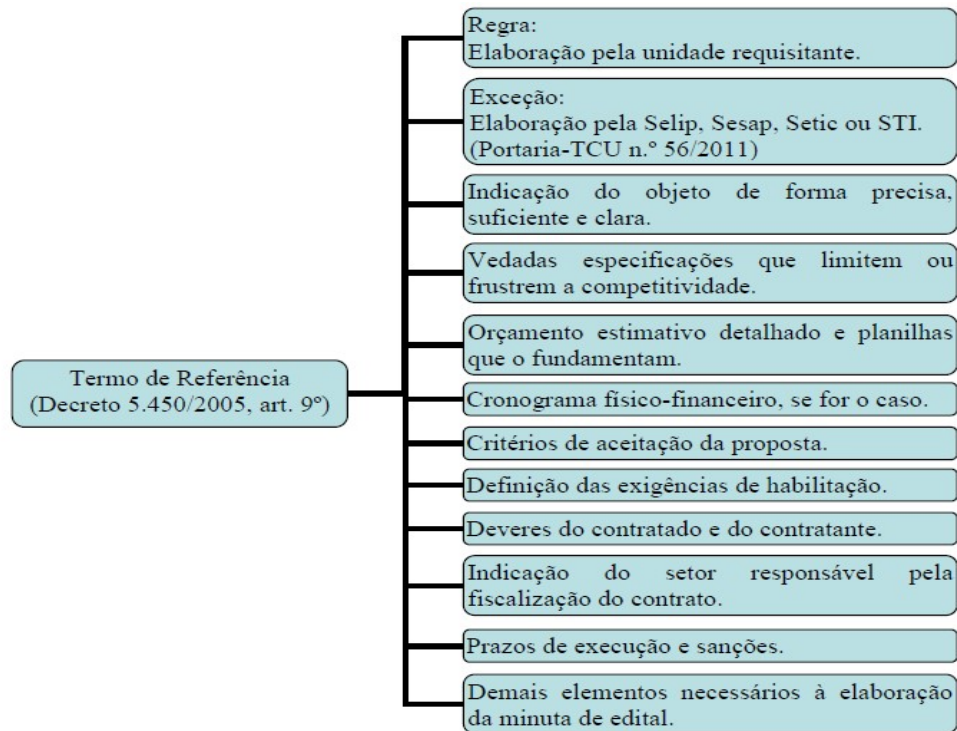 Regra:
Elaboração pela unidade requisitante.
Exceção:
Elaboração pela Selip, Sesap, Setic ou STI.
(Portaria-TCU n.º 56/2011)
Indicação do objeto de forma precisa,
suficiente e clara.
Vedadas especificações que limitem ou
frustrem a competitividade.
Orçamento estimativo detalhado e planilhas
que o fundamentam.
Termo de Referência
(Decreto 5.450/2005, art. 9º)
Cronograma físico-financeiro, se for o caso.
Critérios de aceitação da proposta.
Definição das exigências de habilitação.
Deveres do contratado e do contratante.
Indicação do setor responsável pela
fiscalização do contrato.
Prazos de execução e sanções.
Demais elementos necessários à elaboração
da minuta de edital.